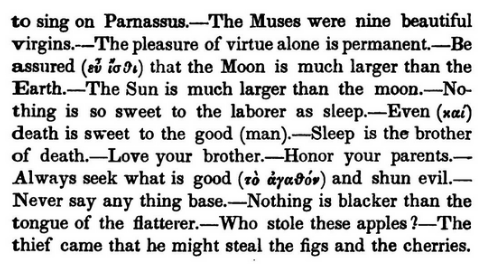 to sing on Parnassus.—The Muses were nine beautiful
virgins.—The pleasure of virtue alone is permanent.—Be
assured (εὖ ἴσθι) that the Moon is much larger than the
Earth.—The Sun is much larger than the moon.—No-
thing is so sweet to the laborer as sleep.—Even (καί)
death is sweet to the good (man).—Sleep is the brother
of death.—Love your brother.—Honor your parents.—
Always seek what is good (τὸ ἀγαθόν) and shun evil.—
Never say any thing base.—Nothing is blacker than the
tongue of the flatterer.—Who stole these apples?—The
thief came that he might steal the figs and the cherries.